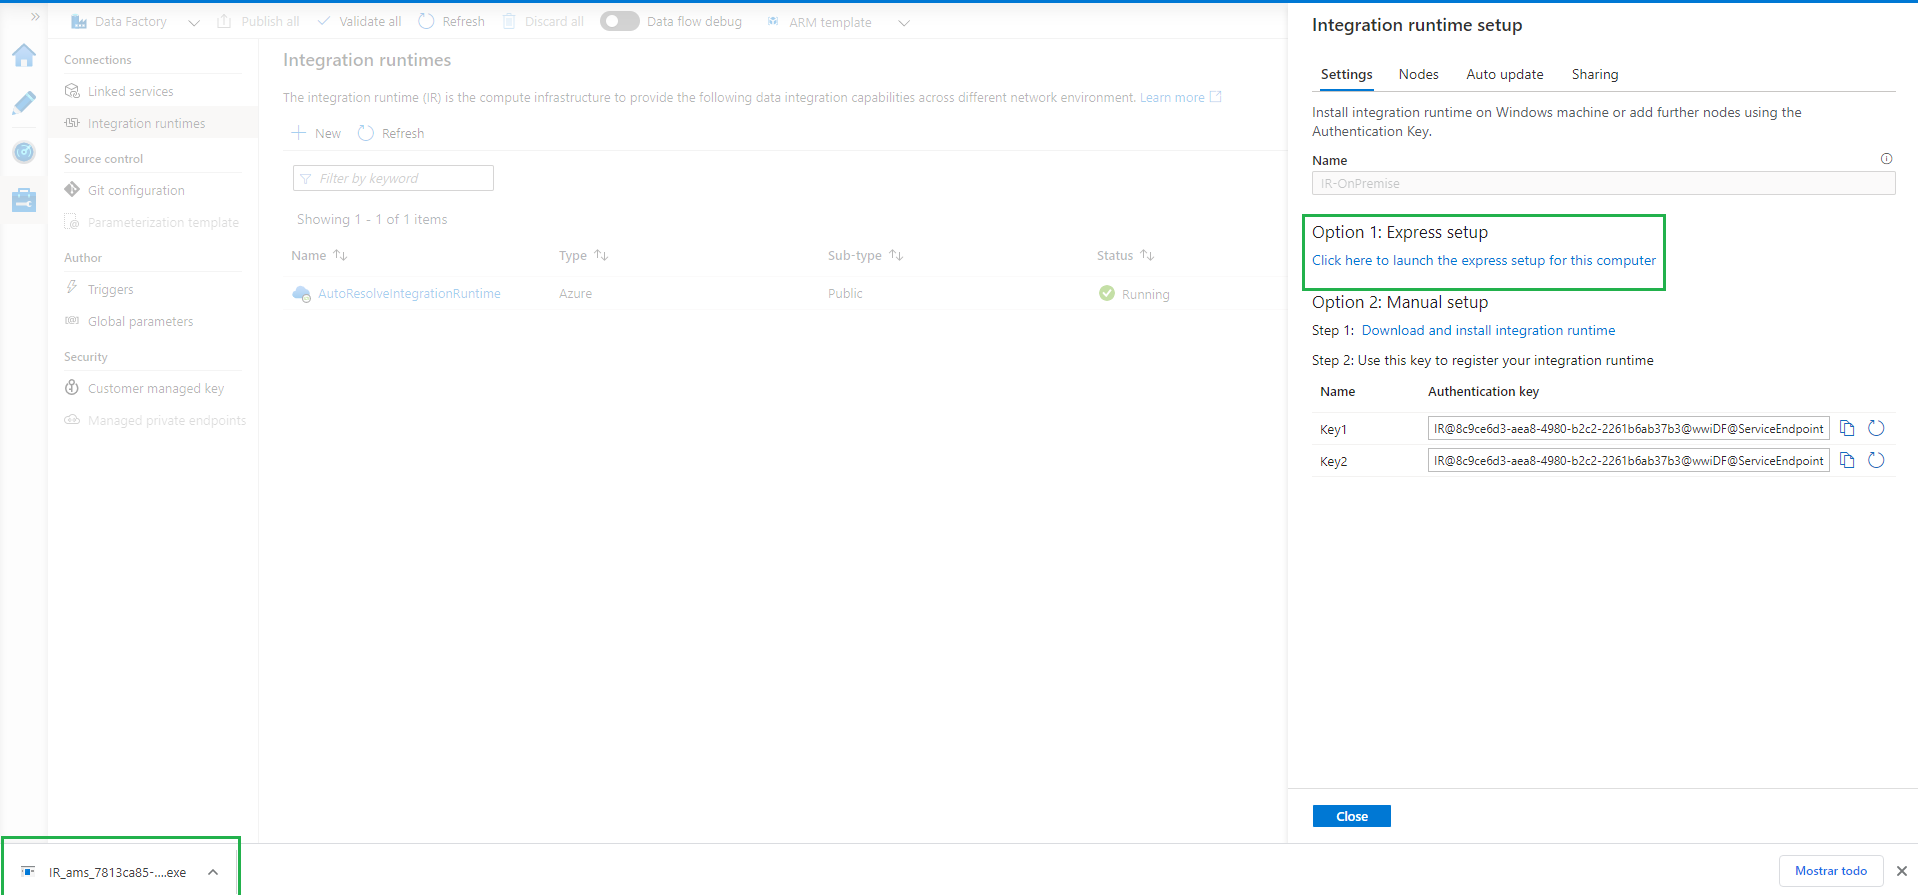 Data Factory
Publish all
Validate all
Refresh
Discard all
Data flow debug
ARM template
Connections
Linked services
Integration runtimes
Source control
Git configuration
Parameterization template
Author
Triggers
Global parameters
Security
Customer managed key
Managed private endpoints
Integration runtimes
The integration runtime (IR) is the compute infrastructure to provide the following data integration capabilities across different network environment. Learn more
New Refresh
Filter by keyword
Showing 1 - 1 of 1 items
Name Type Sub-type Status
AutoResolveIntegrationRuntime Azure Public Running
Integration runtime setup
Settings Nodes Auto update Sharing
Install integration runtime on Windows machine or add further nodes using the
Authentication Key.
Name
IR-OnPremise
Option 1: Express setup
Click here to launch the express setup for this computer
Option 2: Manual setup
Step 1: Download and install integration runtime
Step 2: Use this key to register your integration runtime
Name Authentication key
Key1 IR@8c9ce6d3-aea8-4980-b2c2-2261b6ab37b3@wwiDF@ServiceEndpoint
Key2 IR@8c9ce6d3-aea8-4980-b2c2-2261b6ab37b3@wwiDF@ServiceEndpoint
Close
IR_ams_7813ca85-....exe
Mostrar todo